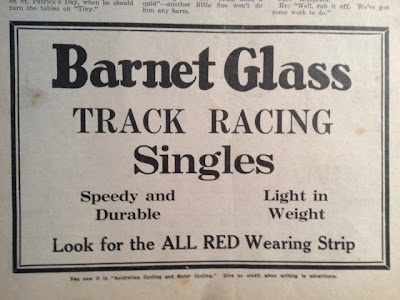 on St. Patrick's Day, when he should
turn the tables on "Tiny."
quid"—another little fine won't do
him any harm.
He: "Well, rub it off. We've got
some work to do."
Barnet Glass
TRACK RACING
Singles
Speedy and
Durable
Light in
Weight
Look for the ALL RED Wearing Strip
You saw it in "Australian Cycling and Motor Cycling." Give us credit when writing to advertisers.